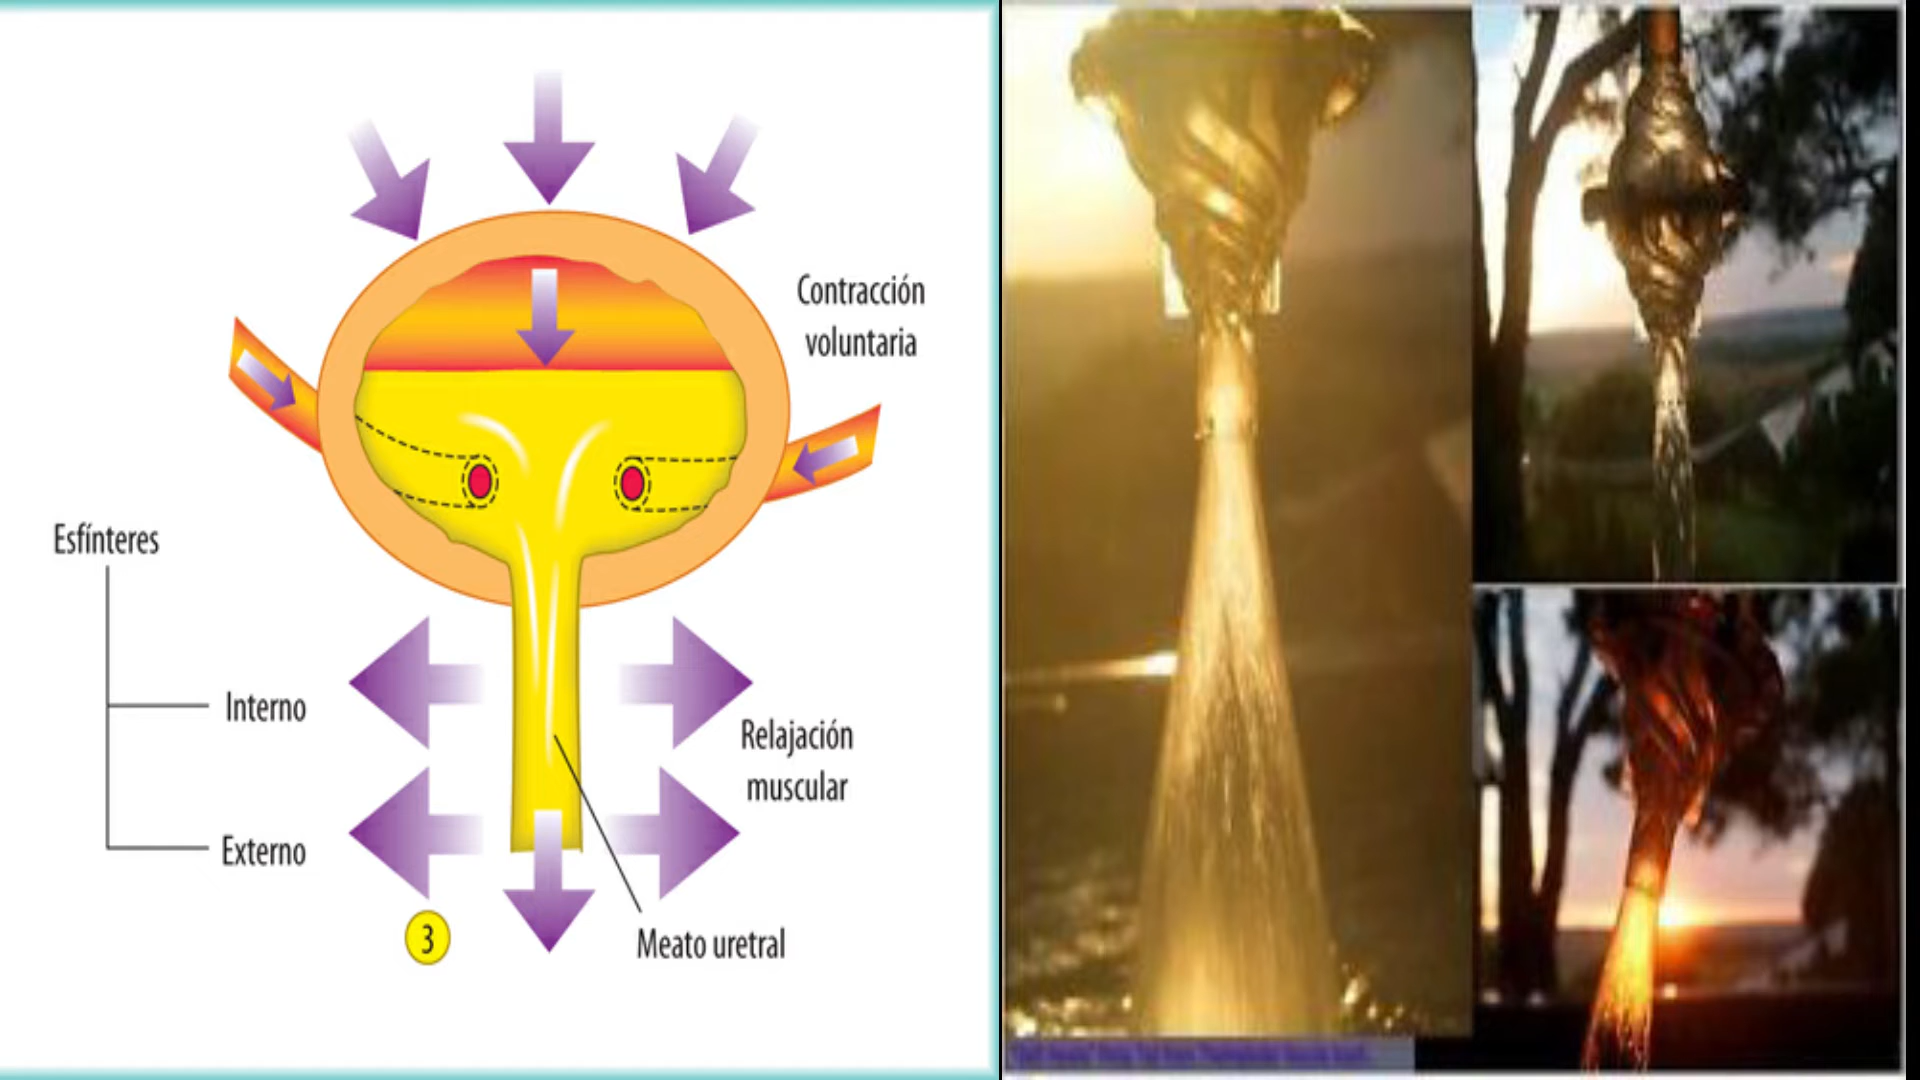 Contracción
voluntaria
Esfínteres
Interno
Relajación
muscular
Externo
3
Meato uretral